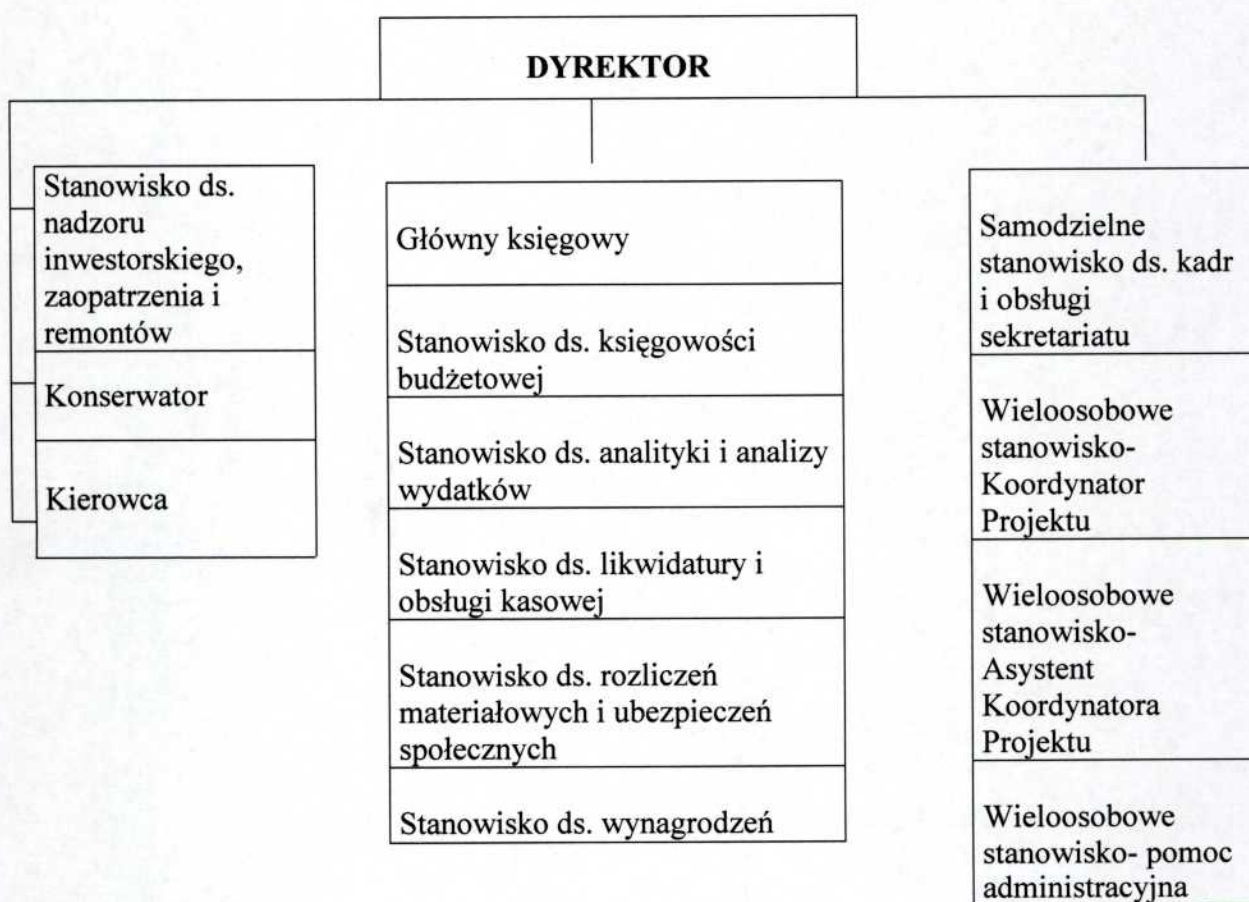 DYREKTOR
Stanowisko ds.
nadzoru
inwestorskiego,
zaopatrzenia i
remontów
Konserwator
Kierowca
Główny księgowy
Stanowisko ds. księgowości
budżetowej
Stanowisko ds. analityki i analizy
wydatków
Stanowisko ds. likwidatury i
obsługi kasowej
Stanowisko ds. rozliczeń
materiałowych i ubezpieczeń
społecznych
Stanowisko ds. wynagrodzeń
Samodzielne
stanowisko ds. kadr
i obsługi
sekretariatu
Wieloosobowe
stanowisko-
Koordynator
Projektu
Wieloosobowe
stanowisko-
Asystent
Koordynatora
Projektu
Wieloosobowe
stanowisko- pomoc
administracyjna